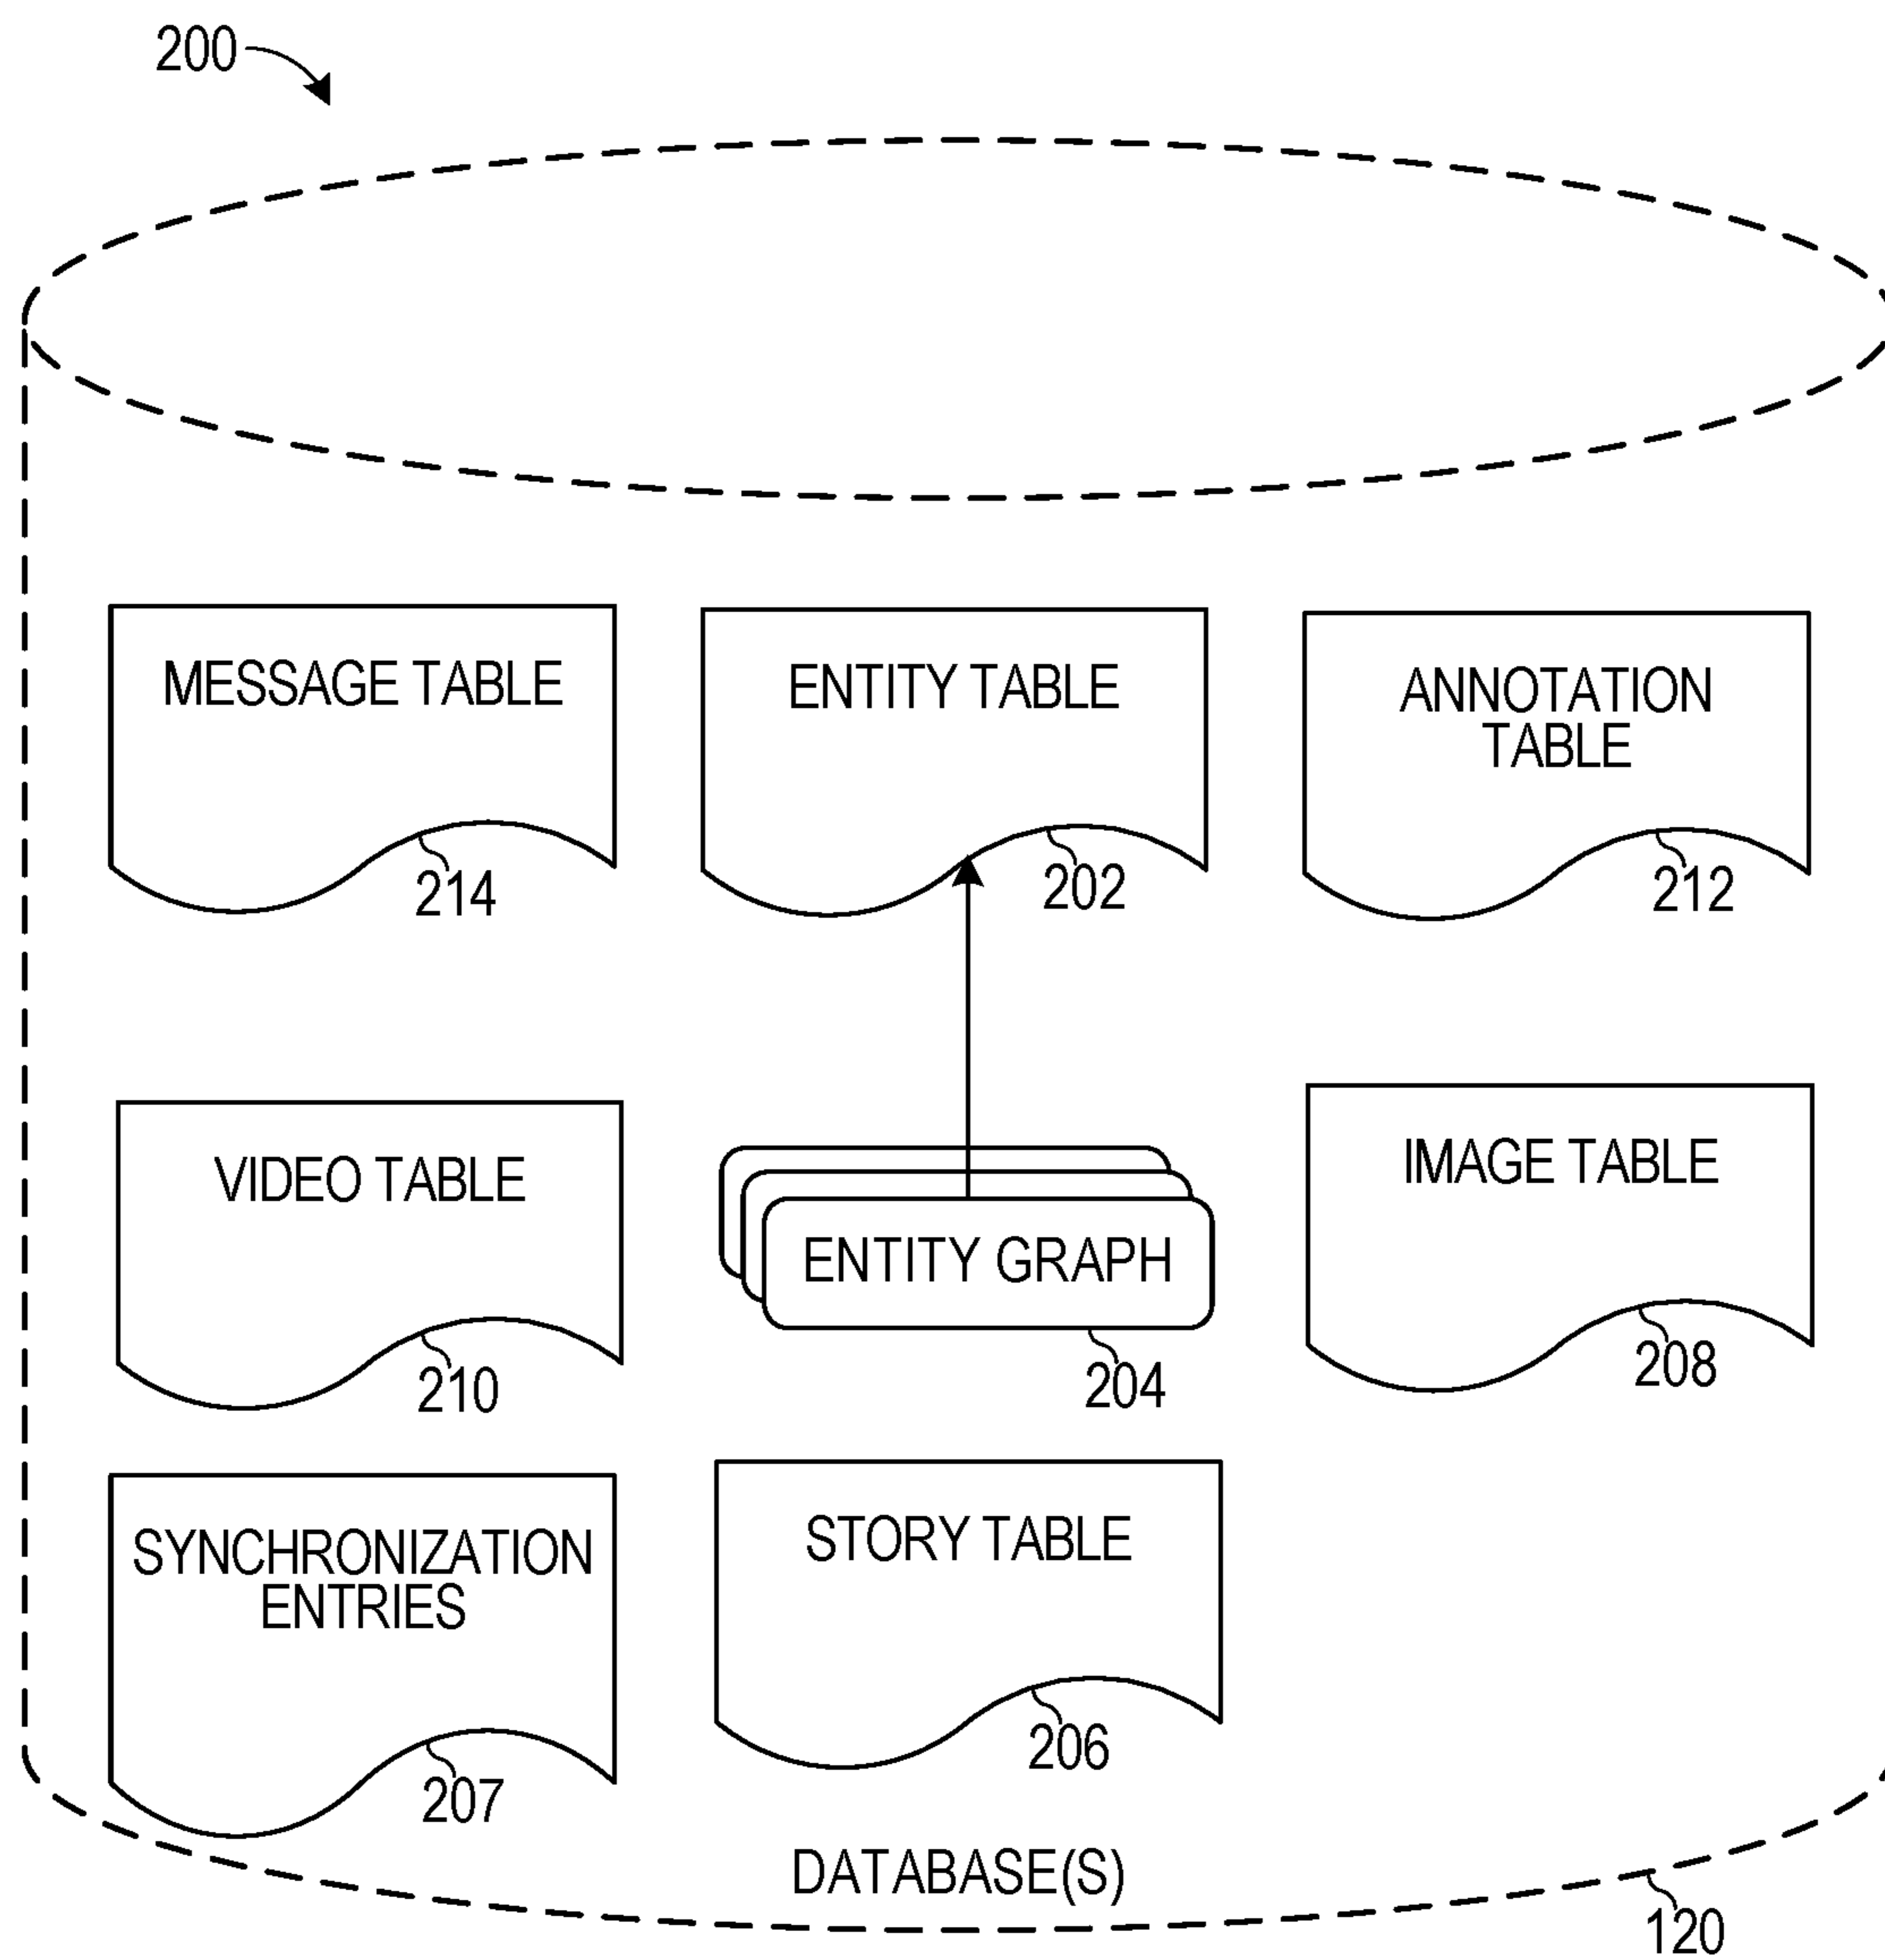 200
MESSAGE TABLE
214
ENTITY TABLE
202
ANNOTATION
TABLE
212
VIDEO TABLE
210
ENTITY GRAPH
204
IMAGE TABLE
208
SYNCHRONIZATION
ENTRIES
207
STORY TABLE
206
DATABASE(S)
120